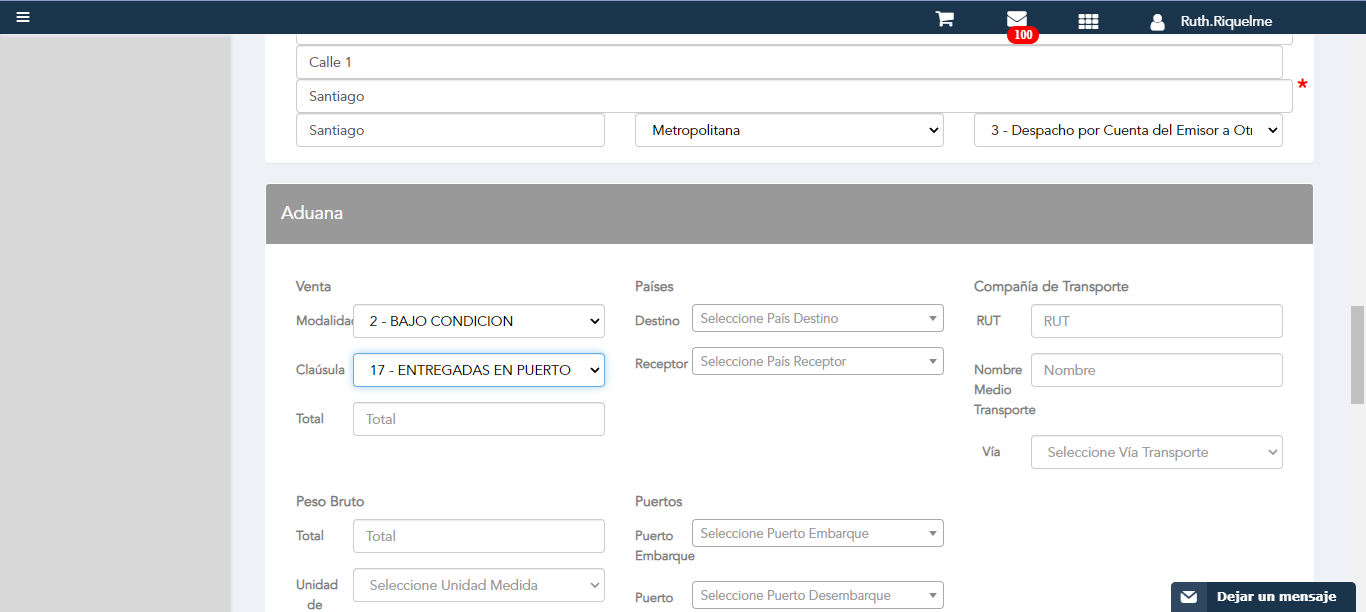 Ruth.Riquelme
100
Calle 1
Santiago
*
Santiago
Metropolitana
3 - Despacho por Cuenta del Emisor a Otr
Aduana
Venta
Países
Compañía de Transporte
Modalidad
2 - BAJO CONDICION
Destino
Seleccione País Destino
RUT
RUT
Claúsula
17 - ENTREGADAS EN PUERTO
Receptor
Seleccione País Receptor
Nombre Medio Transporte
Nombre
Total
Total
Vía
Seleccione Vía Transporte
Peso Bruto
Puertos
Total
Total
Puerto Embarque
Seleccione Puerto Embarque
Unidad de
Seleccione Unidad Medida
Puerto
Seleccione Puerto Desembarque
Dejar un mensaje